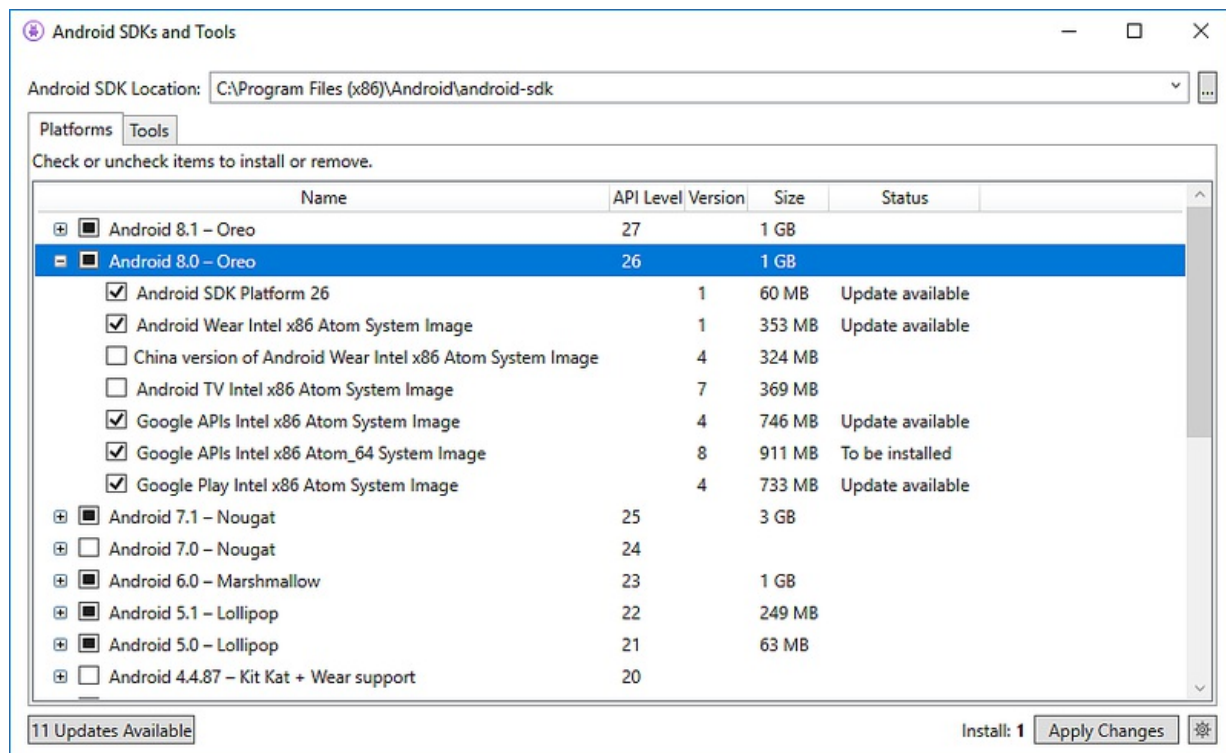 Android SDKs and Tools
Android SDK Location: C:\Program Files (x86)\Android\android-sdk ...
Platforms Tools
Check or uncheck items to install or remove.
Name API Level Version Size Status
Android 8.1 – Oreo 27 1 GB
Android 8.0 – Oreo 26 1 GB
Android SDK Platform 26 1 60 MB Update available
Android Wear Intel x86 Atom System Image 1 353 MB Update available
China version of Android Wear Intel x86 Atom System Image 4 324 MB
Android TV Intel x86 Atom System Image 7 369 MB
Google APIs Intel x86 Atom System Image 4 746 MB Update available
Google APIs Intel x86 Atom_64 System Image 8 911 MB To be installed
Google Play Intel x86 Atom System Image 4 733 MB Update available
Android 7.1 – Nougat 25 3 GB
Android 7.0 – Nougat 24
Android 6.0 – Marshmallow 23 1 GB
Android 5.1 – Lollipop 22 249 MB
Android 5.0 – Lollipop 21 63 MB
Android 4.4.87 – Kit Kat + Wear support 20
11 Updates Available Install: 1 Apply Changes